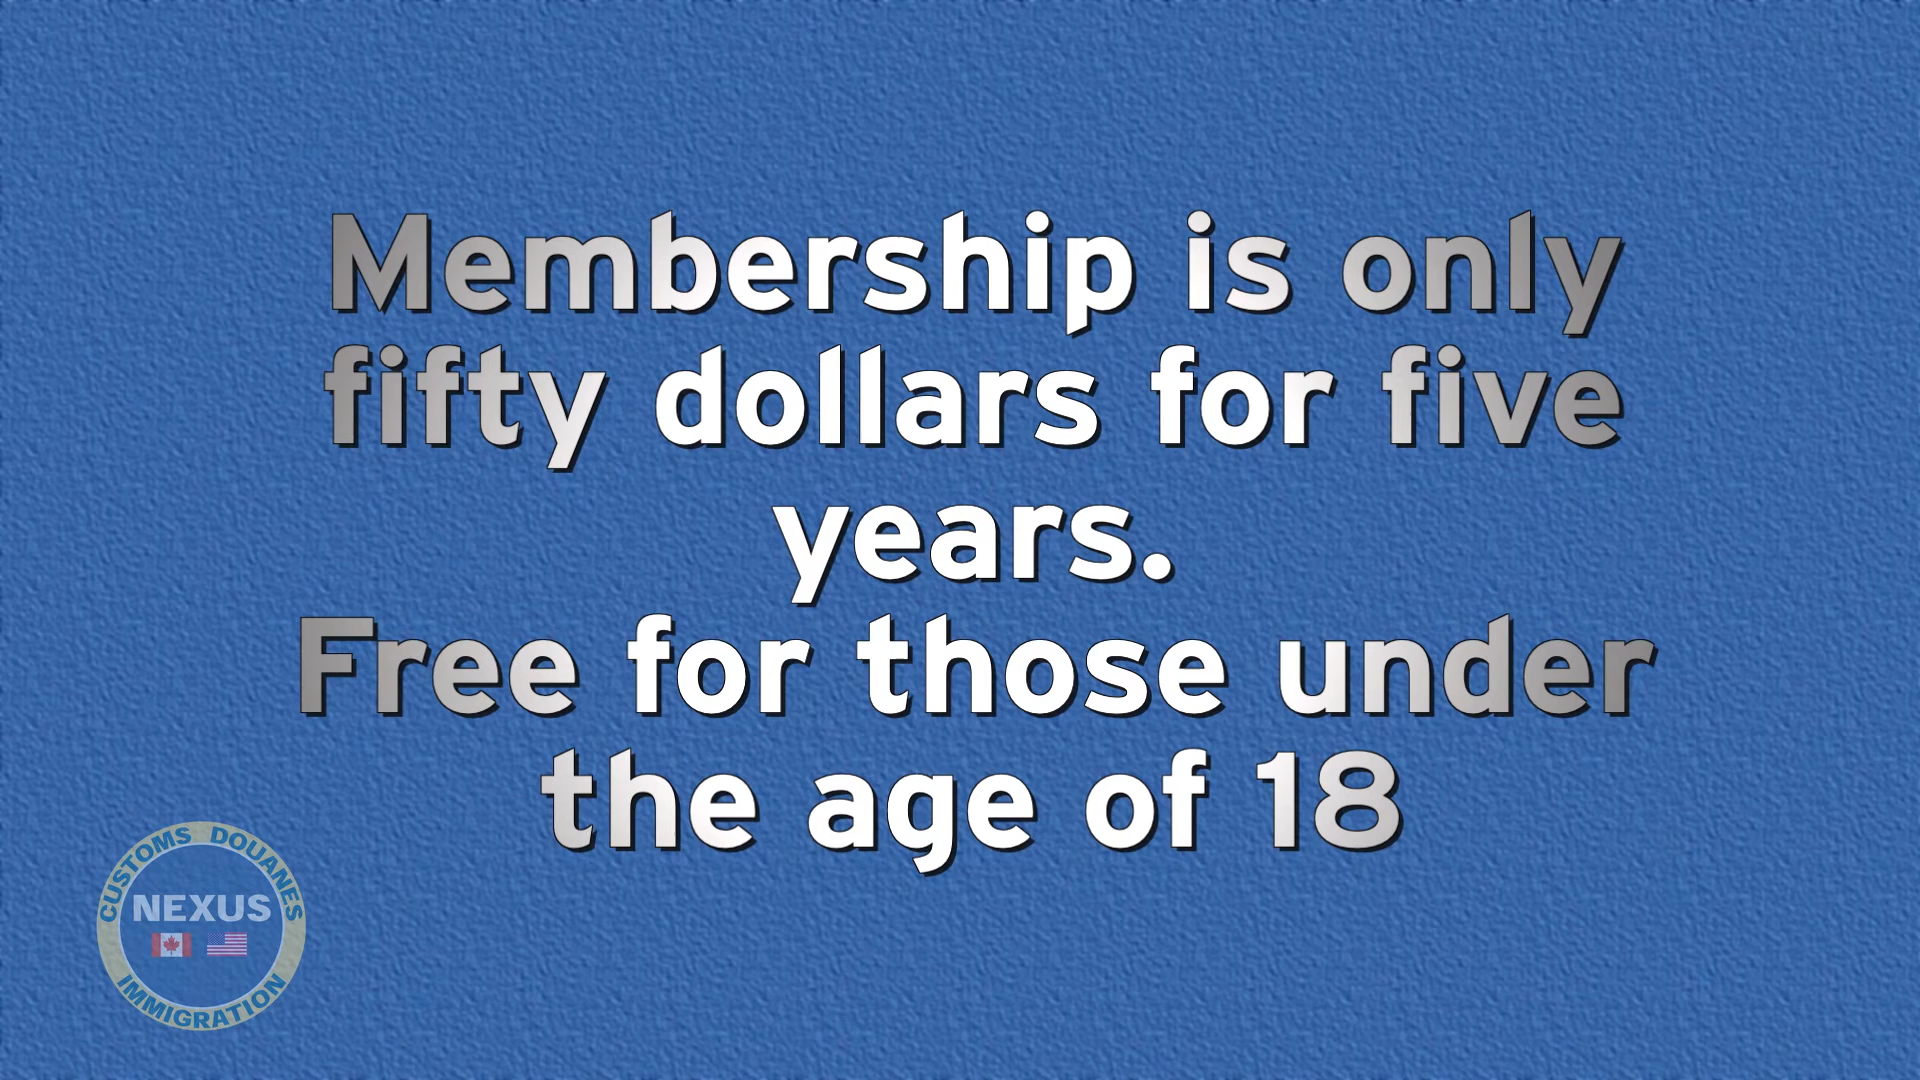 Membership is only
fifty dollars for five
years.
Free for those under
the age of 18
CUSTOMS DOUANES
NEXUS
IMMIGRATION